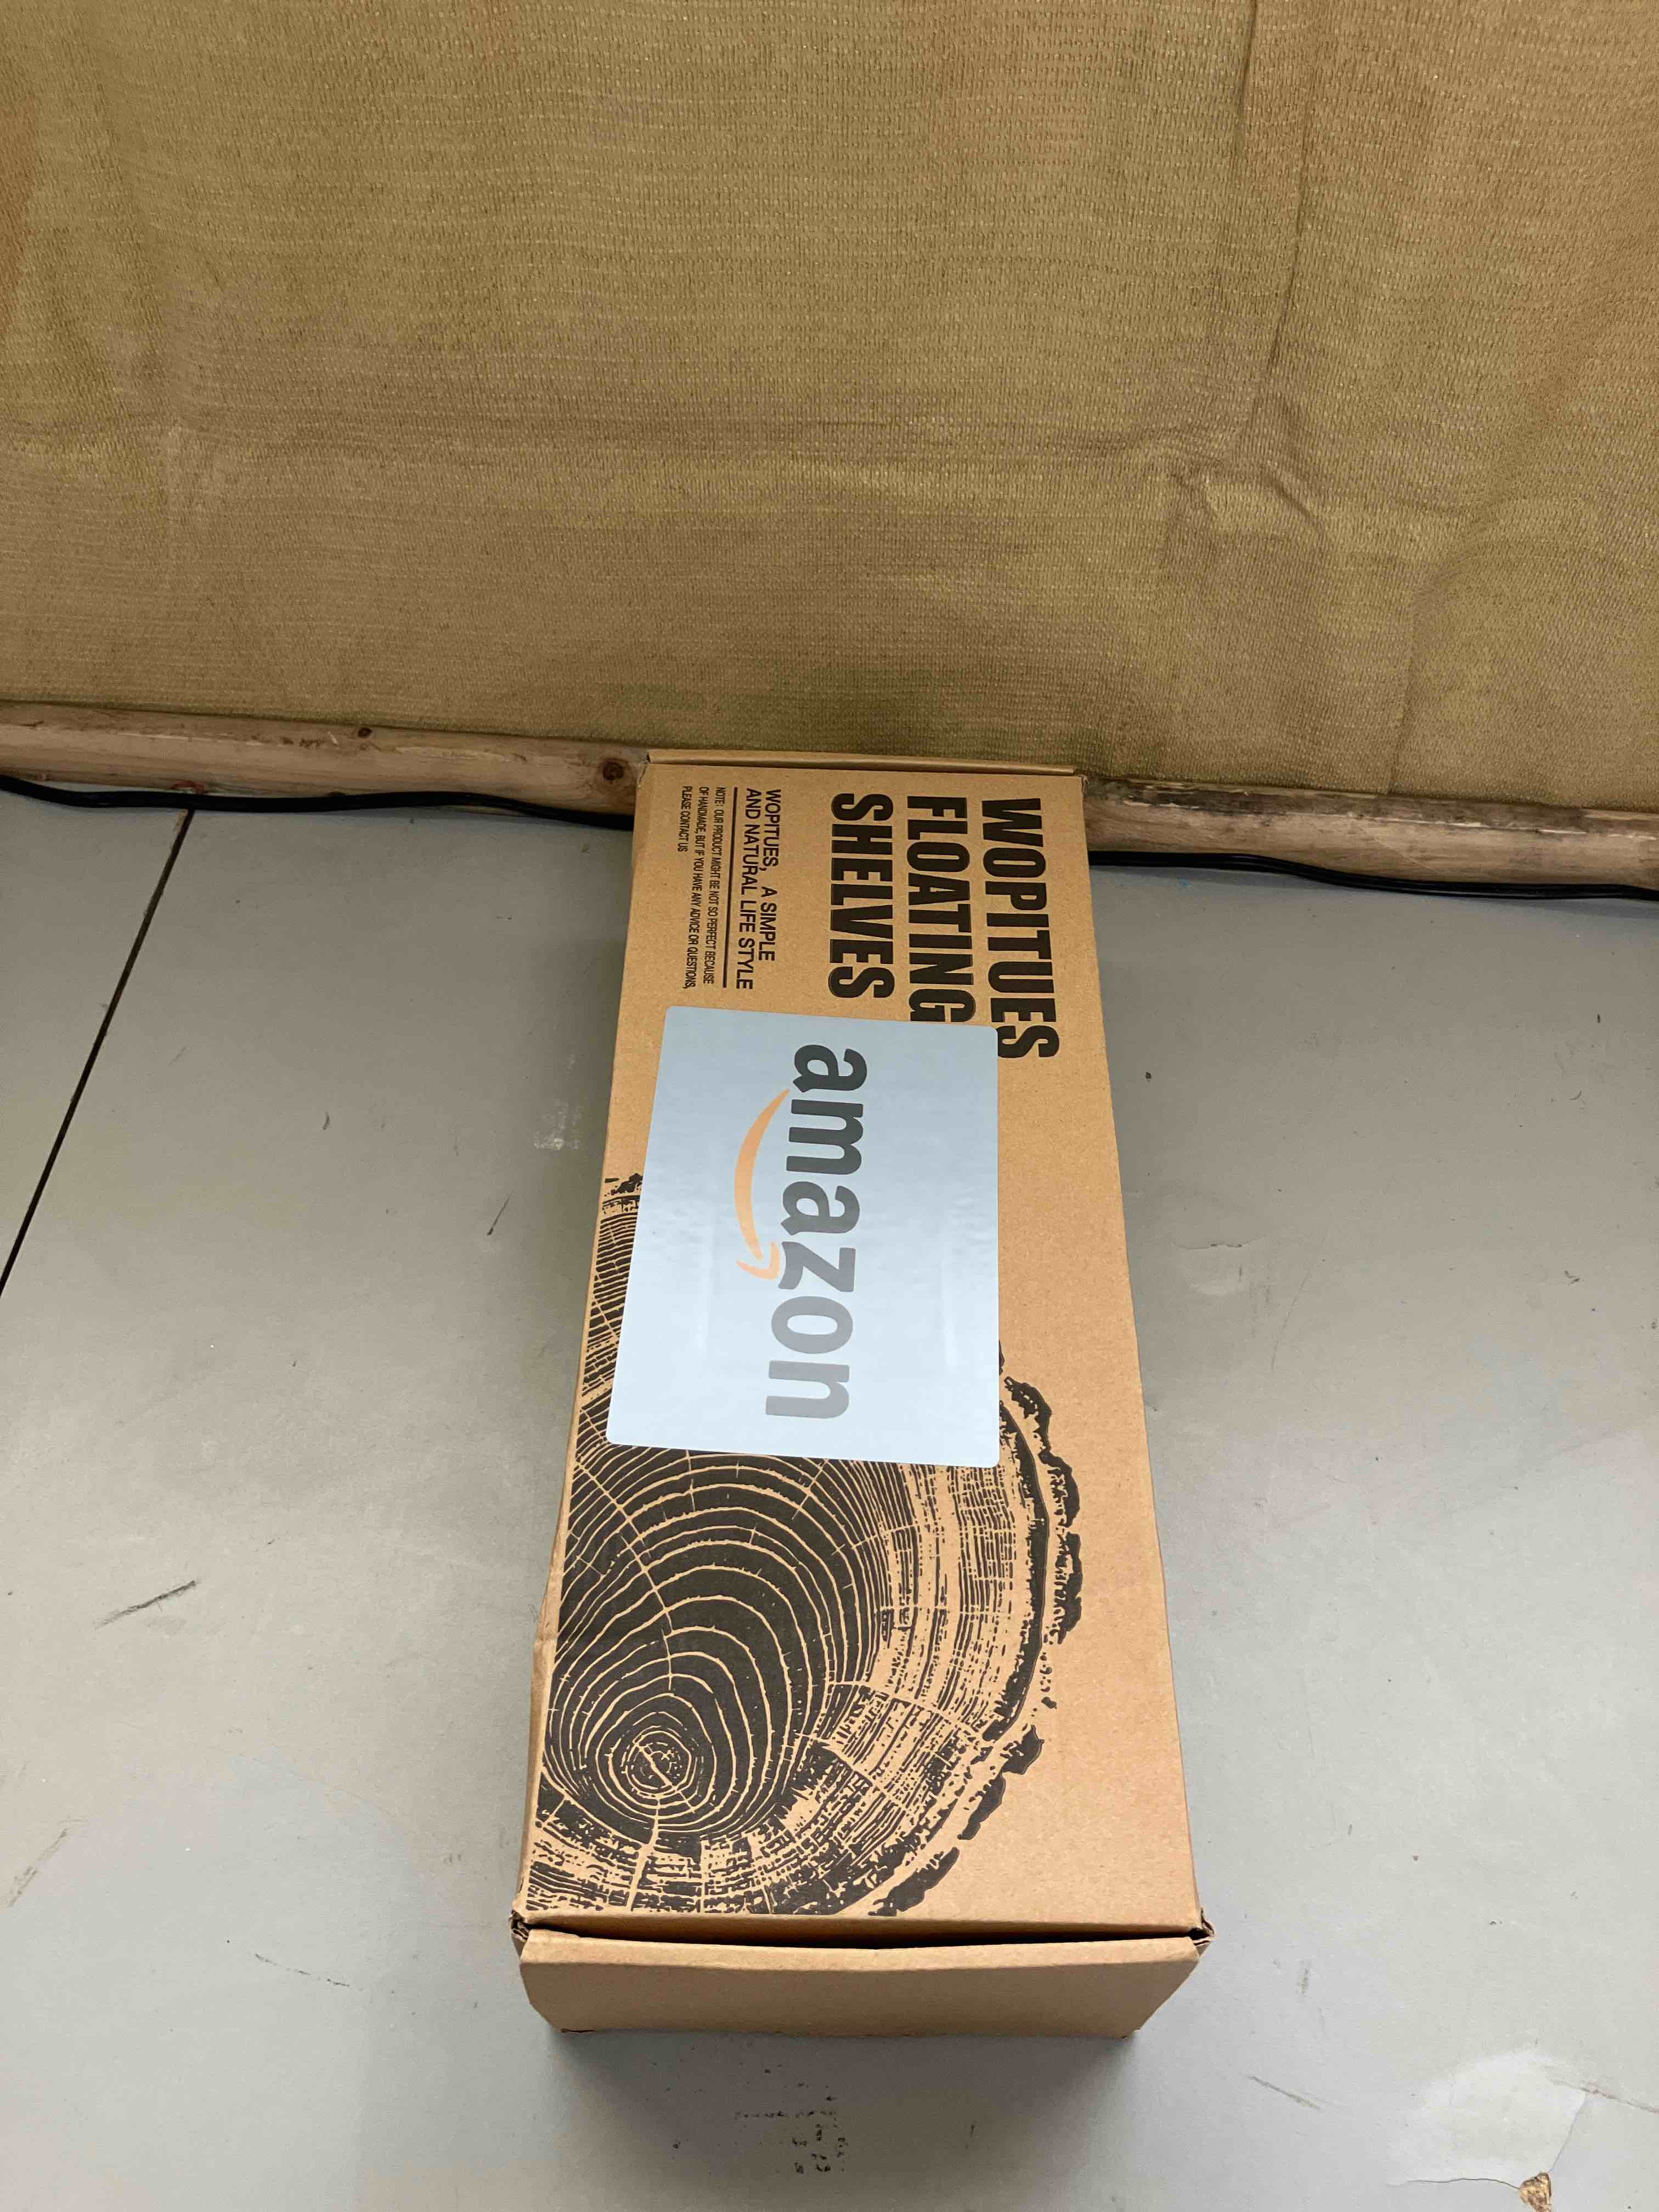 WOPITUES
FLOATING
SHELVES
WOPITUES, A SIMPLE
AND NATURAL LIFE STYLE
NOTE: OUR PRODUCT MIGHT BE NOT SO PERFECT BECAUSE
OF HANDMADE, BUT IF YOU HAVE ANY ADVICE OR QUESTIONS,
PLEASE CONTACT US
amazon